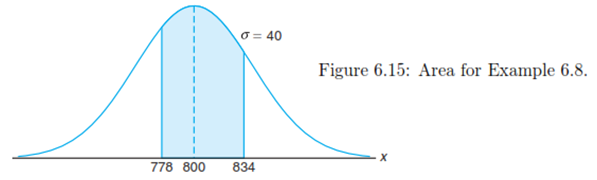 σ = 40
Figure 6.15: Area for Example 6.8.
x
778 800 834